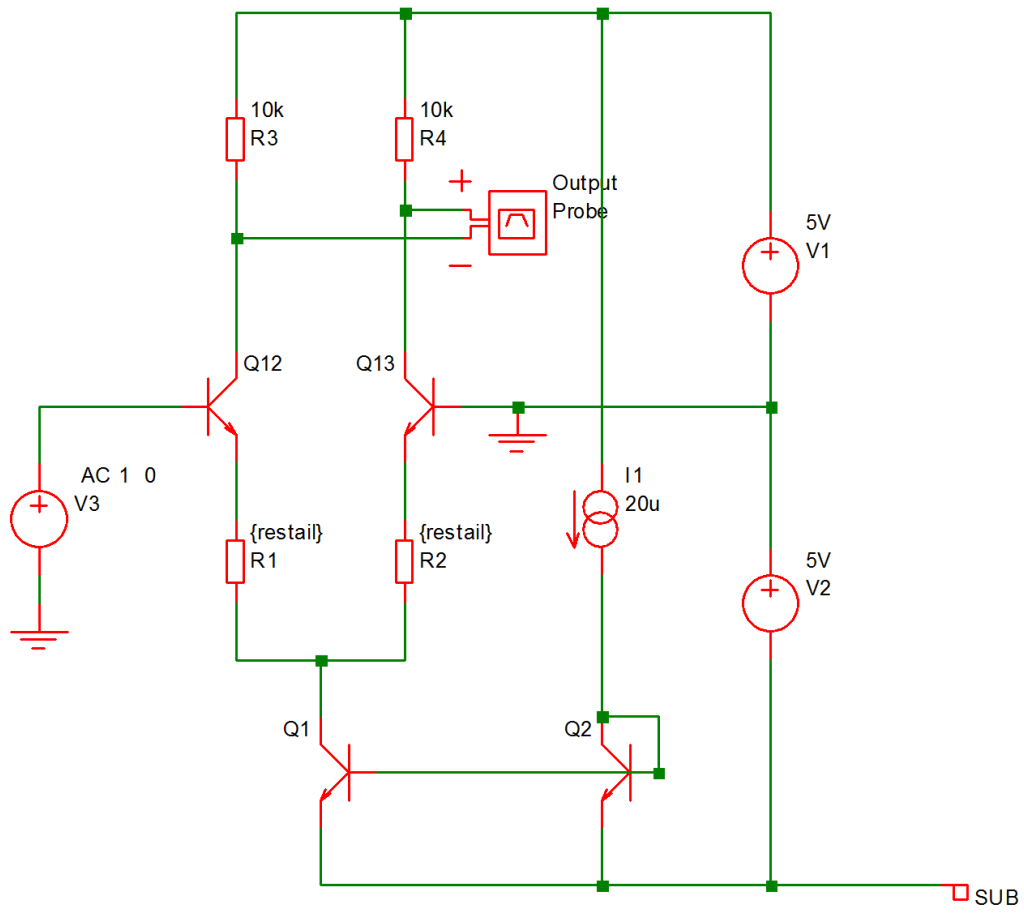 10k
R3
10k
R4
+
Output
Probe
−
5V
V1
Q12
Q13
AC 1 0
V3
I1
20u
{restail}
R1
{restail}
R2
5V
V2
Q1
Q2
SUB